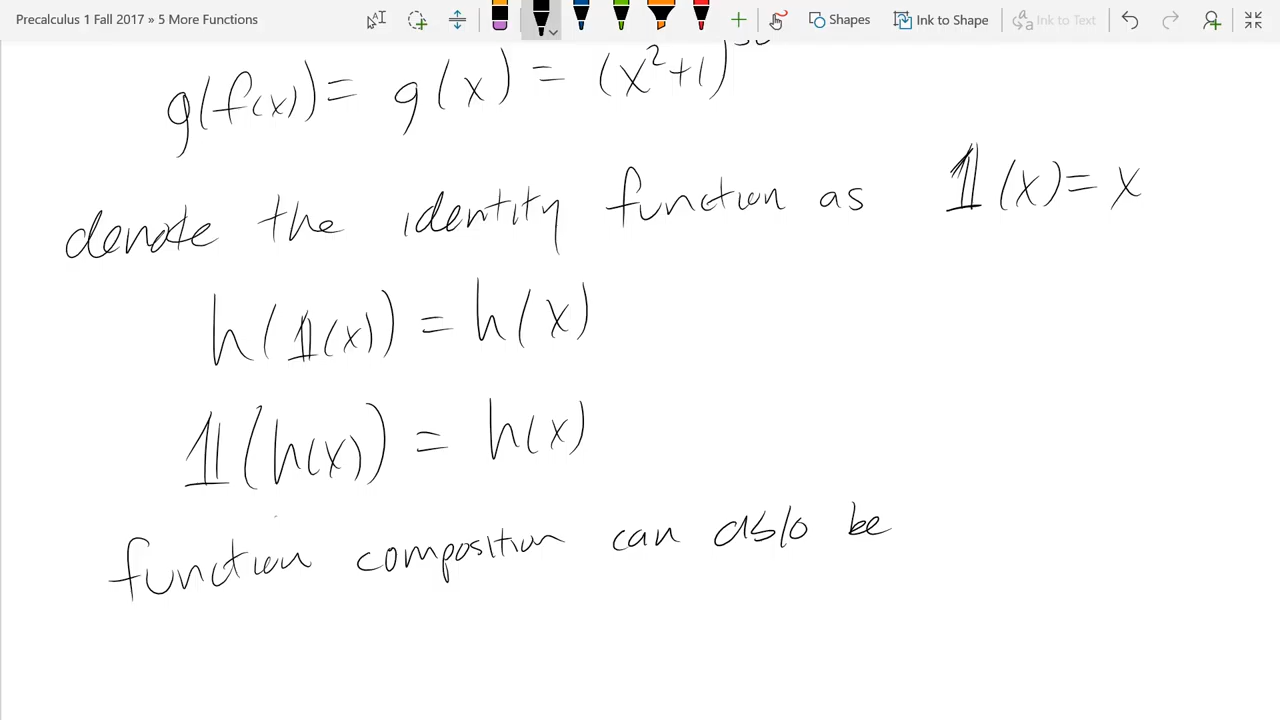 Precalculus 1 Fall 2017 » 5 More Functions Shapes Ink to Shape Ink to Text
g(f(x)) = g(x) = (x²+1)
denote the identity function as 𝟙(x) = x
h(𝟙(x)) = h(x)
𝟙(h(x)) = h(x)
function composition can also be